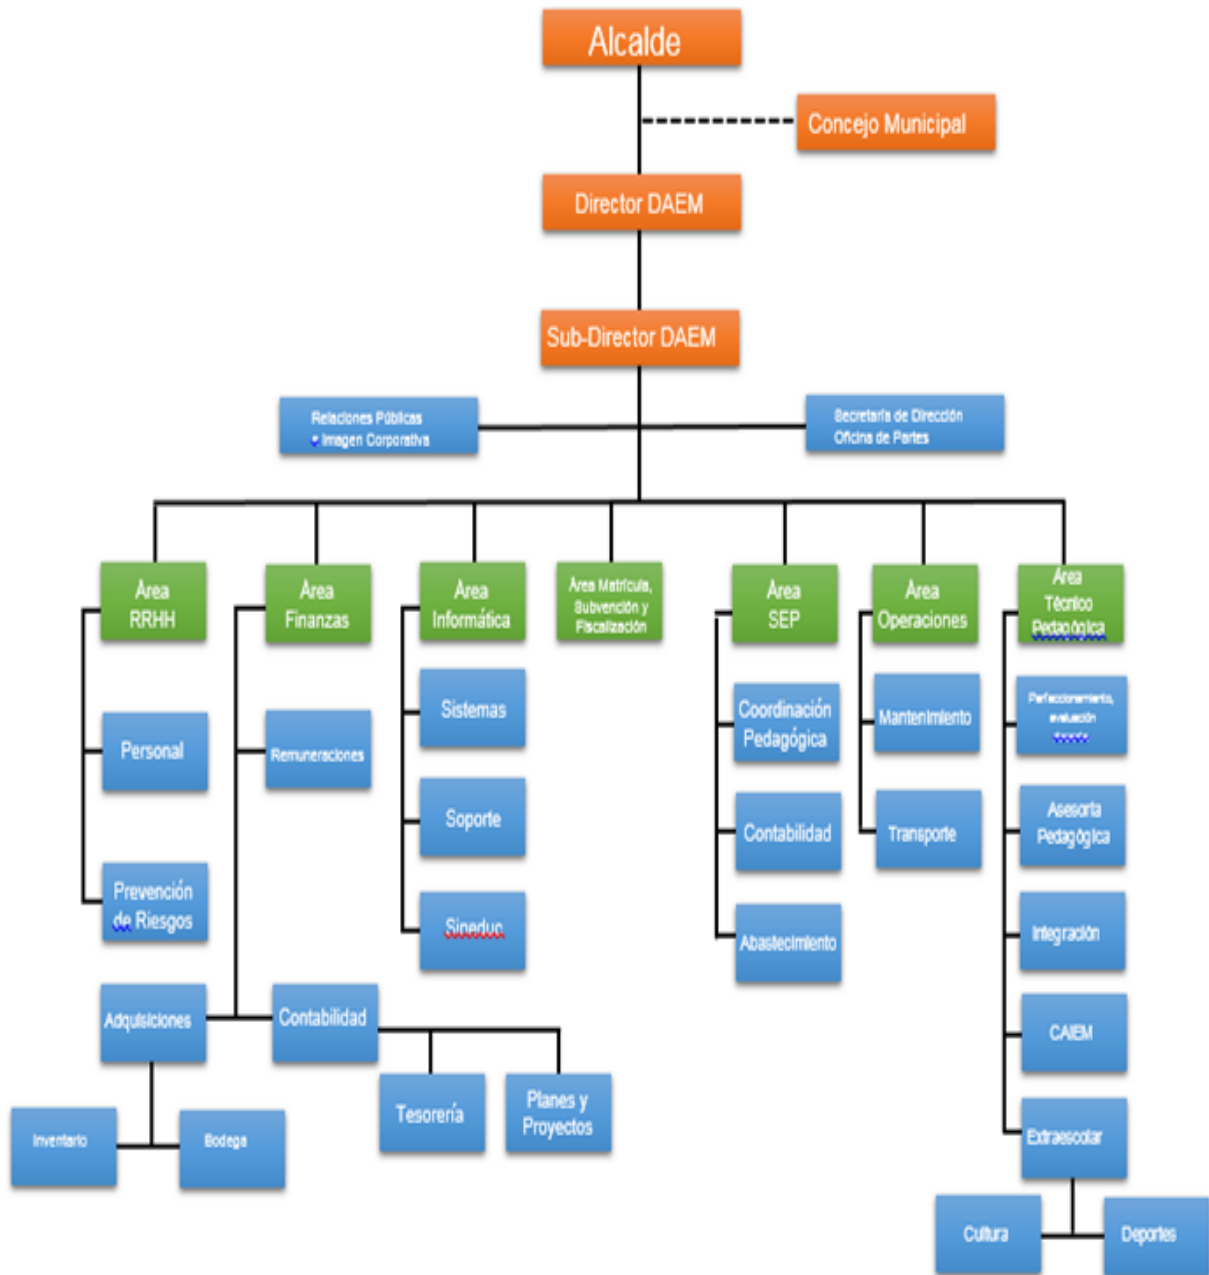 Alcalde
Concejo Municipal
Director DAEM
Sub-Director DAEM
Relaciones Públicas
e Imagen Corporativa
Secretaría de Dirección
Oficina de Partes
Área
RRHH
Área
Finanzas
Área
Informática
Área Matrícula,
Subvención y
Fiscalización
Área
SEP
Área
Operaciones
Área
Técnico
Pedagógica
Personal
Prevención
de Riesgos
Remuneraciones
Sistemas
Soporte
Sineduc
Coordinación
Pedagógica
Contabilidad
Abastecimiento
Mantenimiento
Transporte
Perfeccionamiento,
evaluación
Asesoría
Pedagógica
Integración
CAIEM
Extraescolar
Adquisiciones
Contabilidad
Tesorería
Planes y
Proyectos
Inventario
Bodega
Cultura
Deportes